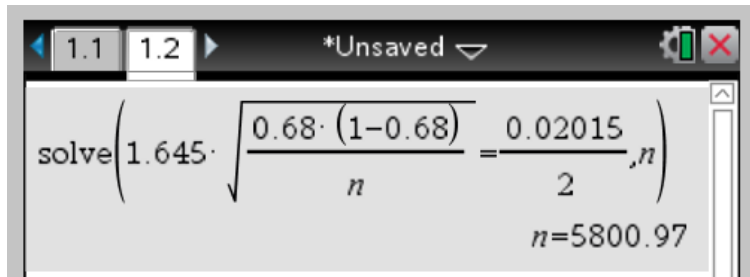 1.1 1.2 *Unsaved
solve(1.645·√(0.68·(1−0.68)/n)=0.02015/2,n)
n=5800.97